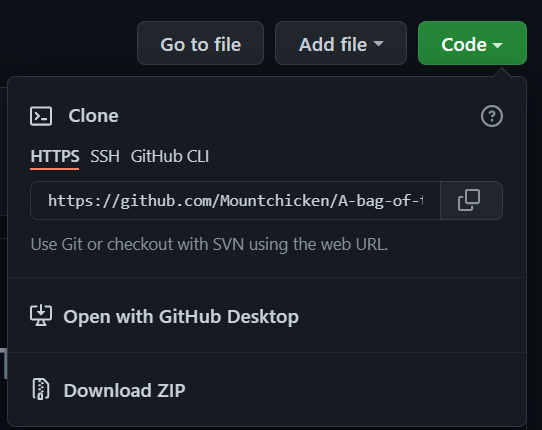 Go to file Add file Code
Clone
HTTPS SSH GitHub CLI
https://github.com/Mountchicken/A-bag-of-
Use Git or checkout with SVN using the web URL.
Open with GitHub Desktop
Download ZIP